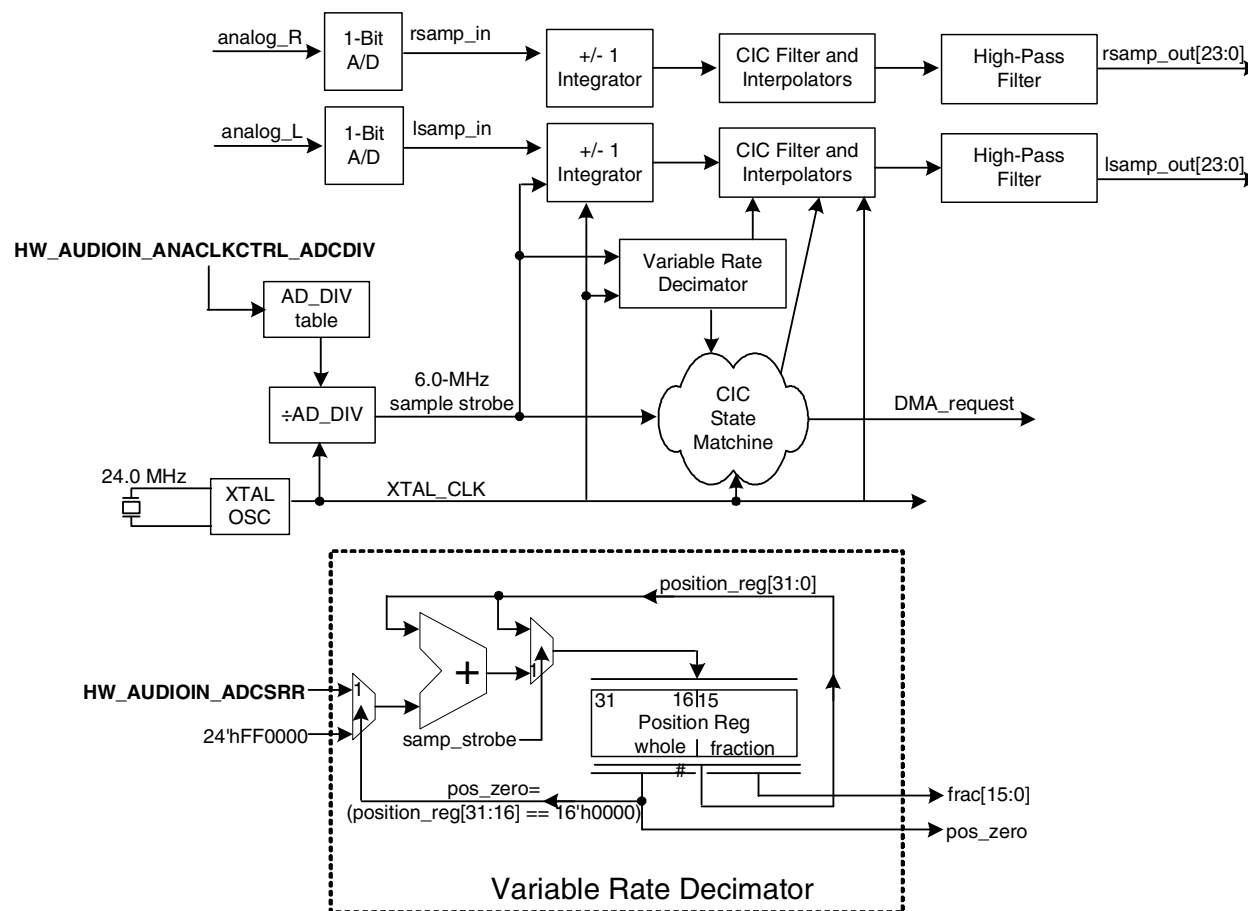 analog_R
1-Bit
A/D
rsamp_in
+/- 1
Integrator
CIC Filter and
Interpolators
High-Pass
Filter
rsamp_out[23:0]
analog_L
1-Bit
A/D
lsamp_in
+/- 1
Integrator
CIC Filter and
Interpolators
High-Pass
Filter
lsamp_out[23:0]
HW_AUDIOIN_ANACLKCTRL_ADCDIV
AD_DIV
table
Variable Rate
Decimator
÷AD_DIV
6.0-MHz
sample strobe
CIC
State
Matchine
DMA_request
24.0 MHz
XTAL
OSC
XTAL_CLK
position_reg[31:0]
+
1
HW_AUDIOIN_ADCSRR
1
24'hFF0000
samp_strobe
31
16
15
Position Reg
whole
fraction
#
pos_zero=
(position_reg[31:16] == 16'h0000)
frac[15:0]
pos_zero
Variable Rate Decimator